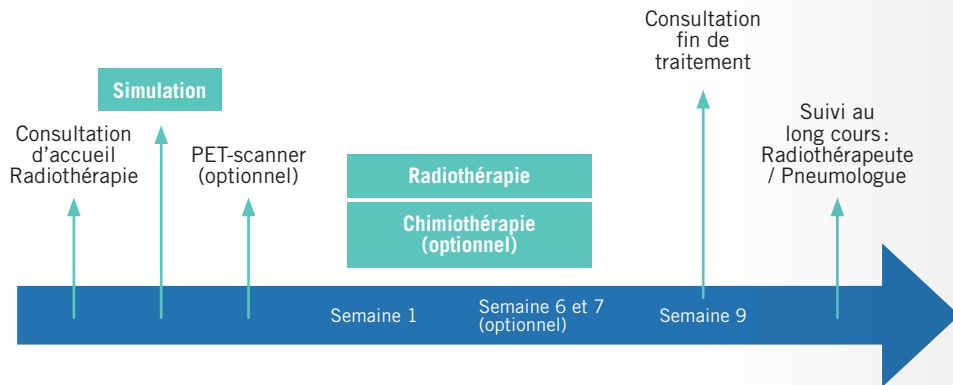 Consultation
d’accueil
Radiothérapie
Simulation
PET-scanner
(optionnel)
Radiothérapie
Chimiothérapie
(optionnel)
Consultation
fin de
traitement
Suivi au
long cours :
Radiothérapeute
/ Pneumologue
Semaine 1
Semaine 6 et 7
(optionnel)
Semaine 9